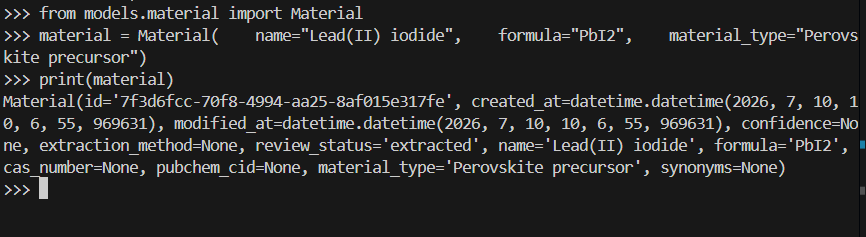 >>> from models.material import Material
>>> material = Material(    name="Lead(II) iodide",    formula="PbI2",    material_type="Perovs
kite precursor")
>>> print(material)
Material(id='7f3d6fcc-70f8-4994-aa25-8af015e317fe', created_at=datetime.datetime(2026, 7, 10, 1
0, 6, 55, 969631), modified_at=datetime.datetime(2026, 7, 10, 10, 6, 55, 969631), confidence=No
ne, extraction_method=None, review_status='extracted', name='Lead(II) iodide', formula='PbI2',
cas_number=None, pubchem_cid=None, material_type='Perovskite precursor', synonyms=None)
>>>